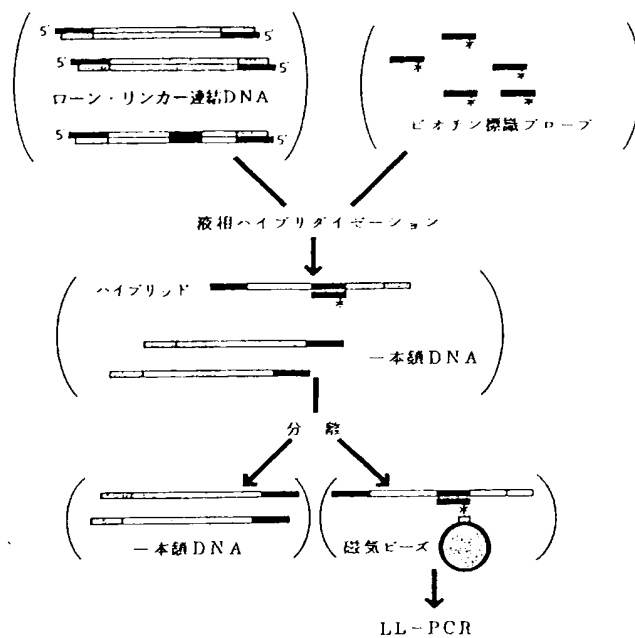 5′
5′
5′
5′
ローン・リンカー連結DNA
5′
5′
ビオチン標識プローブ
液相ハイブリダイゼーション
ハイブリッド
一本鎖DNA
分離
一本鎖DNA
磁気ビーズ
LL-PCR